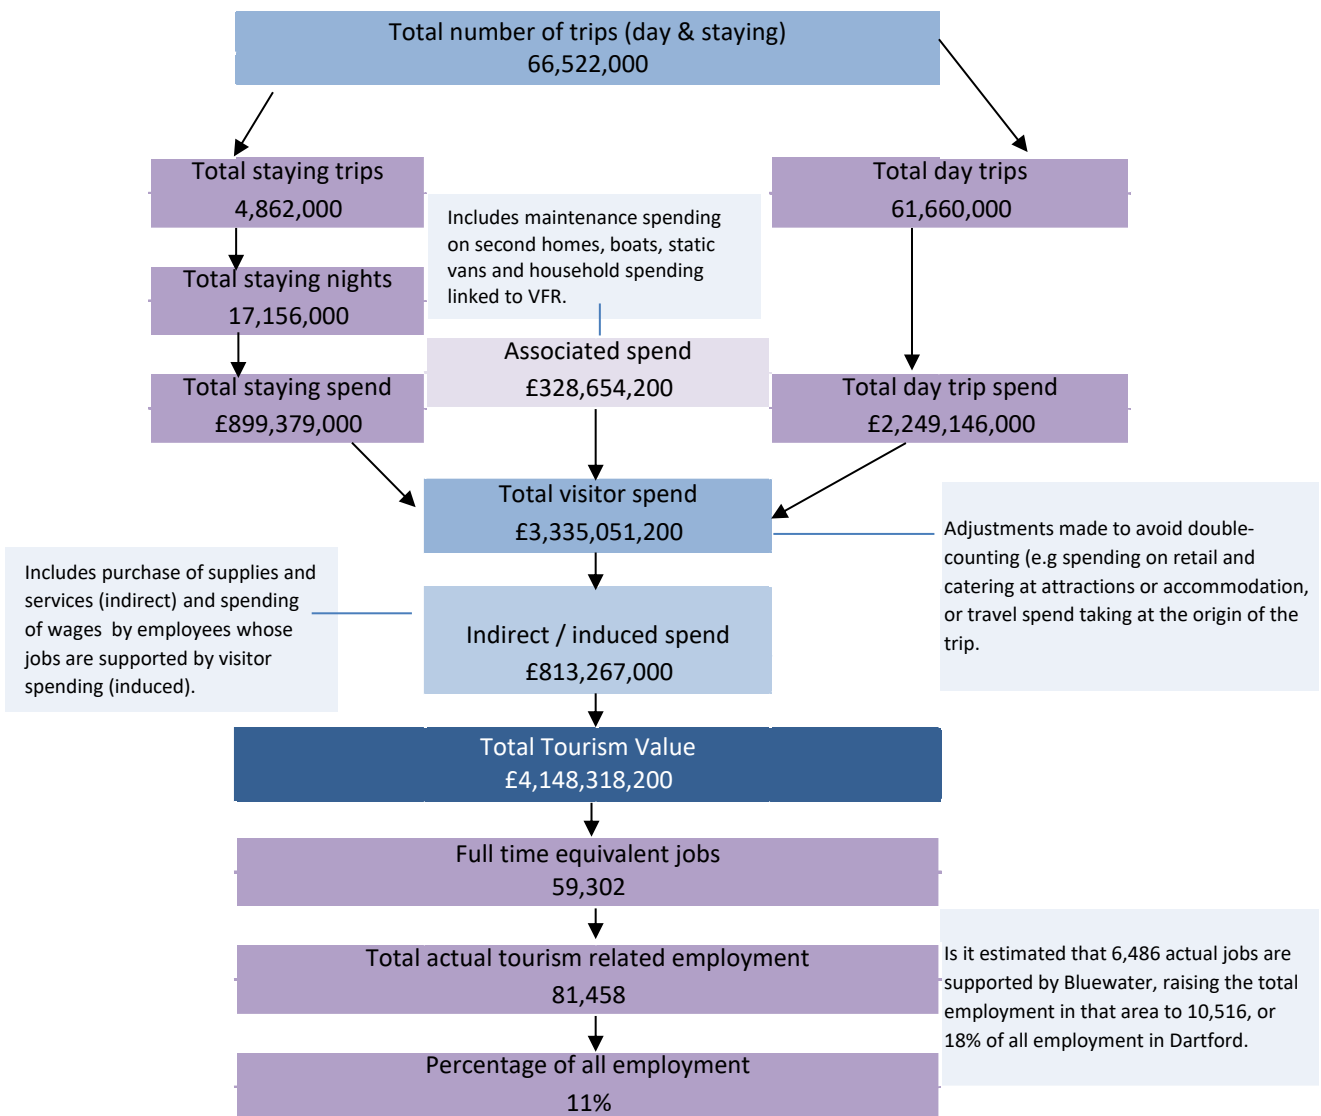 Total number of trips (day & staying)
66,522,000
Total staying trips
4,862,000
Total day trips
61,660,000
Includes maintenance spending
on second homes, boats, static
vans and household spending
linked to VFR.
Total staying nights
17,156,000
Associated spend
£328,654,200
Total staying spend
£899,379,000
Total day trip spend
£2,249,146,000
Total visitor spend
£3,335,051,200
Adjustments made to avoid double-
counting (e.g spending on retail and
catering at attractions or accommodation,
or travel spend taking at the origin of the
trip.
Includes purchase of supplies and
services (indirect) and spending
of wages by employees whose
jobs are supported by visitor
spending (induced).
Indirect / induced spend
£813,267,000
Total Tourism Value
£4,148,318,200
Full time equivalent jobs
59,302
Total actual tourism related employment
81,458
Is it estimated that 6,486 actual jobs are
supported by Bluewater, raising the total
employment in that area to 10,516, or
18% of all employment in Dartford.
Percentage of all employment
11%